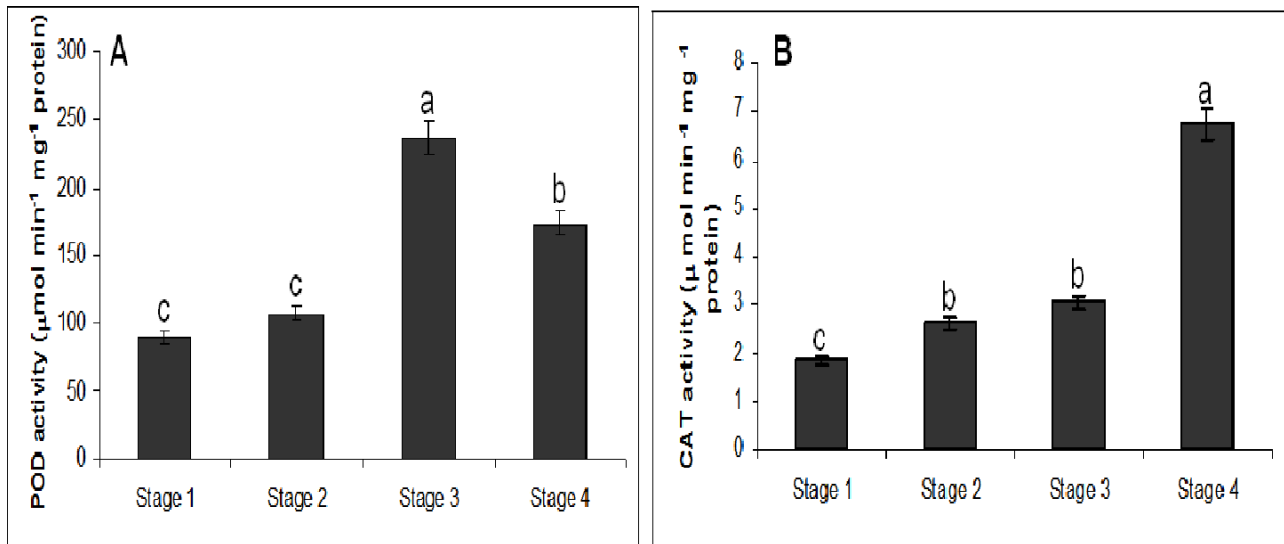 A
POD activity (µmol min⁻¹ mg⁻¹ protein)
300
250
200
150
100
50
0
c
c
a
b
Stage 1 Stage 2 Stage 3 Stage 4
B
CAT activity (µ mol min⁻¹ mg ⁻¹
protein)
8
7
6
5
4
3
2
1
0
c
b
b
a
Stage 1 Stage 2 Stage 3 Stage 4